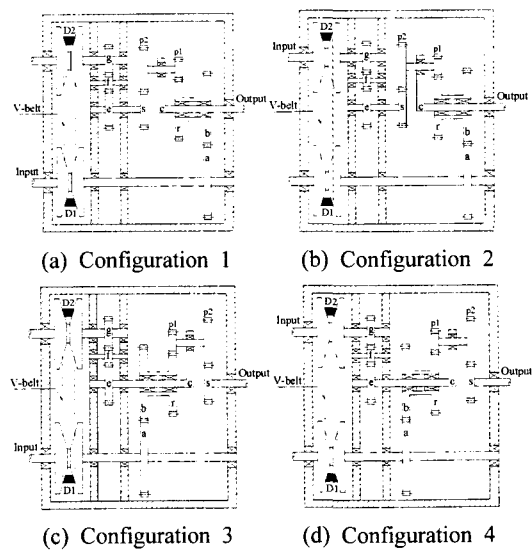 D2
p2
p1
g
f
V-belt
e
s
c
Output
r
b
a
Input
D1
(a) Configuration 1
D2
p2
Input
p1
g
f
V-belt
e
s
c
Output
r
b
a
D1
(b) Configuration 2
D2
p2
p1
g
f
V-belt
e
c
s
Output
b
r
a
Input
D1
(c) Configuration 3
D2
p2
Input
p1
g
f
V-belt
e
c
s
Output
b
r
a
D1
(d) Configuration 4